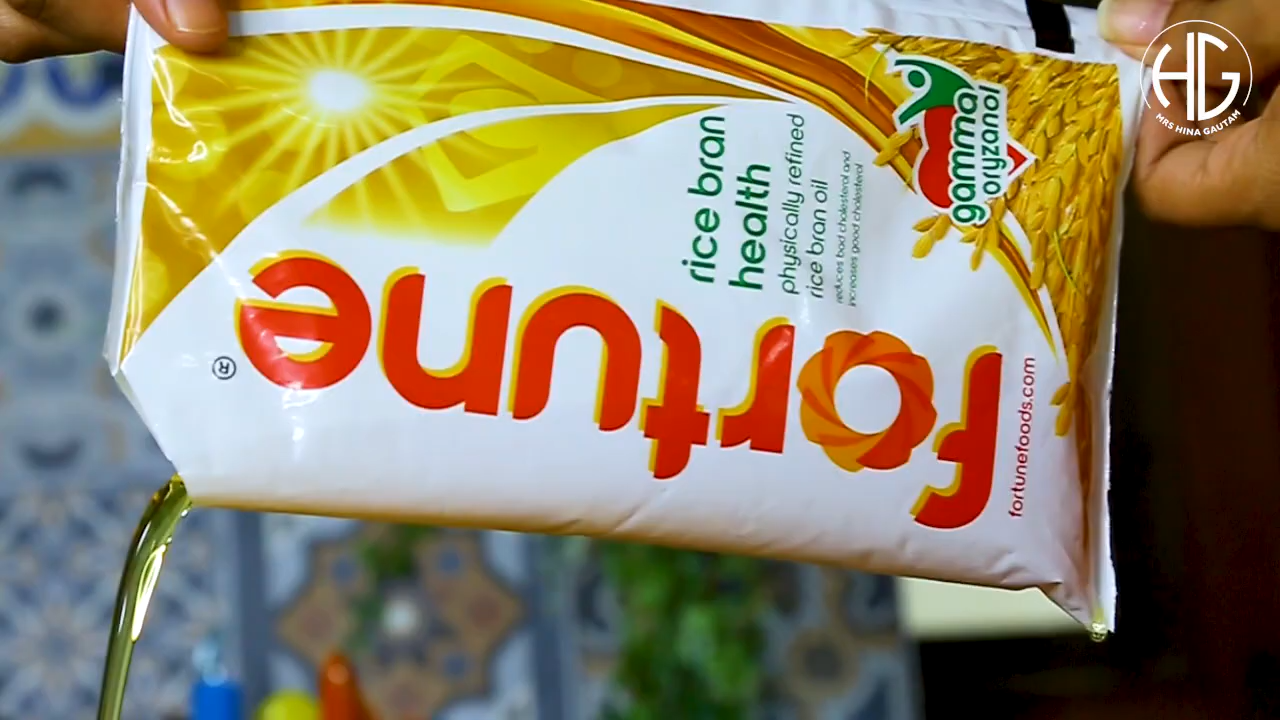 fortune
®
rice bran
health
physically refined
rice bran oil
reduces bad cholesterol and
increases good cholesterol
gamma
oryzanol
fortunefoods.com
HG
MRS HINA GAUTAM